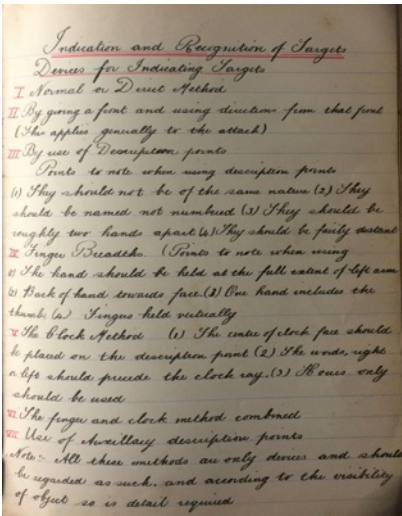 Indication and Recognition of Targets
Devices for Indicating Targets
I Normal or Direct Method
II By giving a front and using direction from that front
(This applies generally to the attack)
III By use of Description points
Points to note when using description points
(1) They should not be of the same nature (2) They
should be named not numbered (3) They should be
roughly two hands apart (4) They should be fairly distant
IV Finger Breadths. (Points to note when using
(1) The hand should be held at the full extent of left arm
(2) Back of hand towards face. (3) One hand includes the
thumb. (4) Fingers held vertically
V The Clock Method (1) The centre of clock face should
be placed on the description point (2) The words, right
or left should precede the clock ray. (3) Hours only
should be used
VI The finger and clock method combined
VII Use of Auxillary description points
Note:- All these methods are only devices and should
be regarded as such, and according to the visibility
of object so is detail required